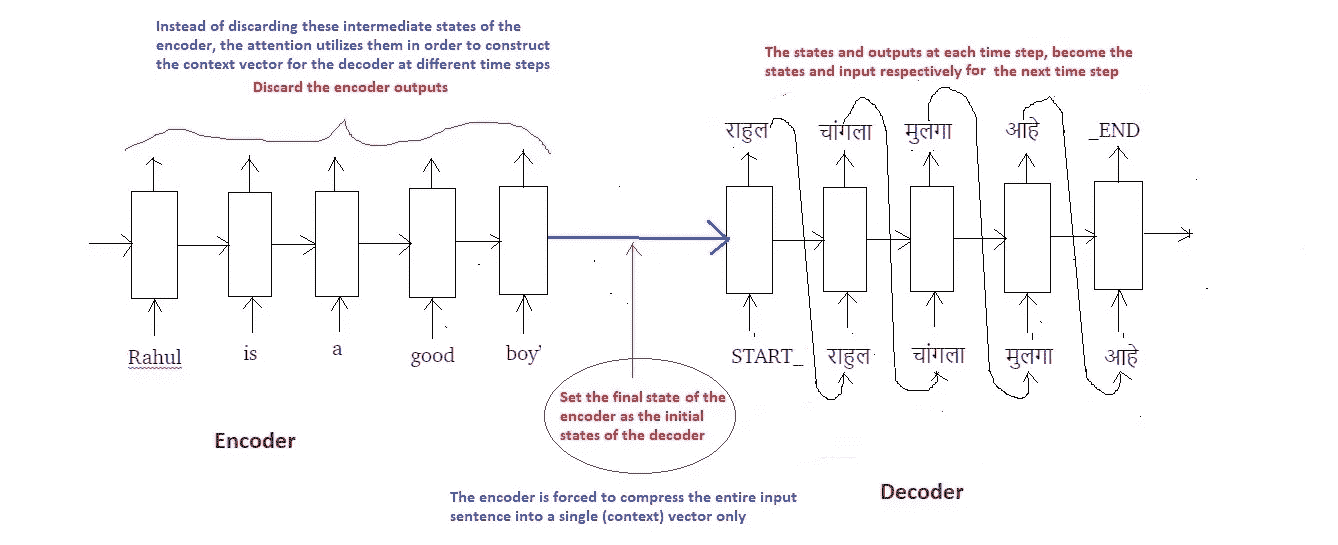 Instead of discarding these intermediate states of the
encoder, the attention utilizes them in order to construct
the context vector for the decoder at different time steps
Discard the encoder outputs
The states and outputs at each time step, become the
states and input respectively for the next time step
राहुल चांगला मुलगा आहे _END
Rahul is a good boy'
START_ राहुल चांगला मुलगा आहे
Set the final state of the
encoder as the initial
states of the decoder
Encoder
Decoder
The encoder is forced to compress the entire input
sentence into a single (context) vector only